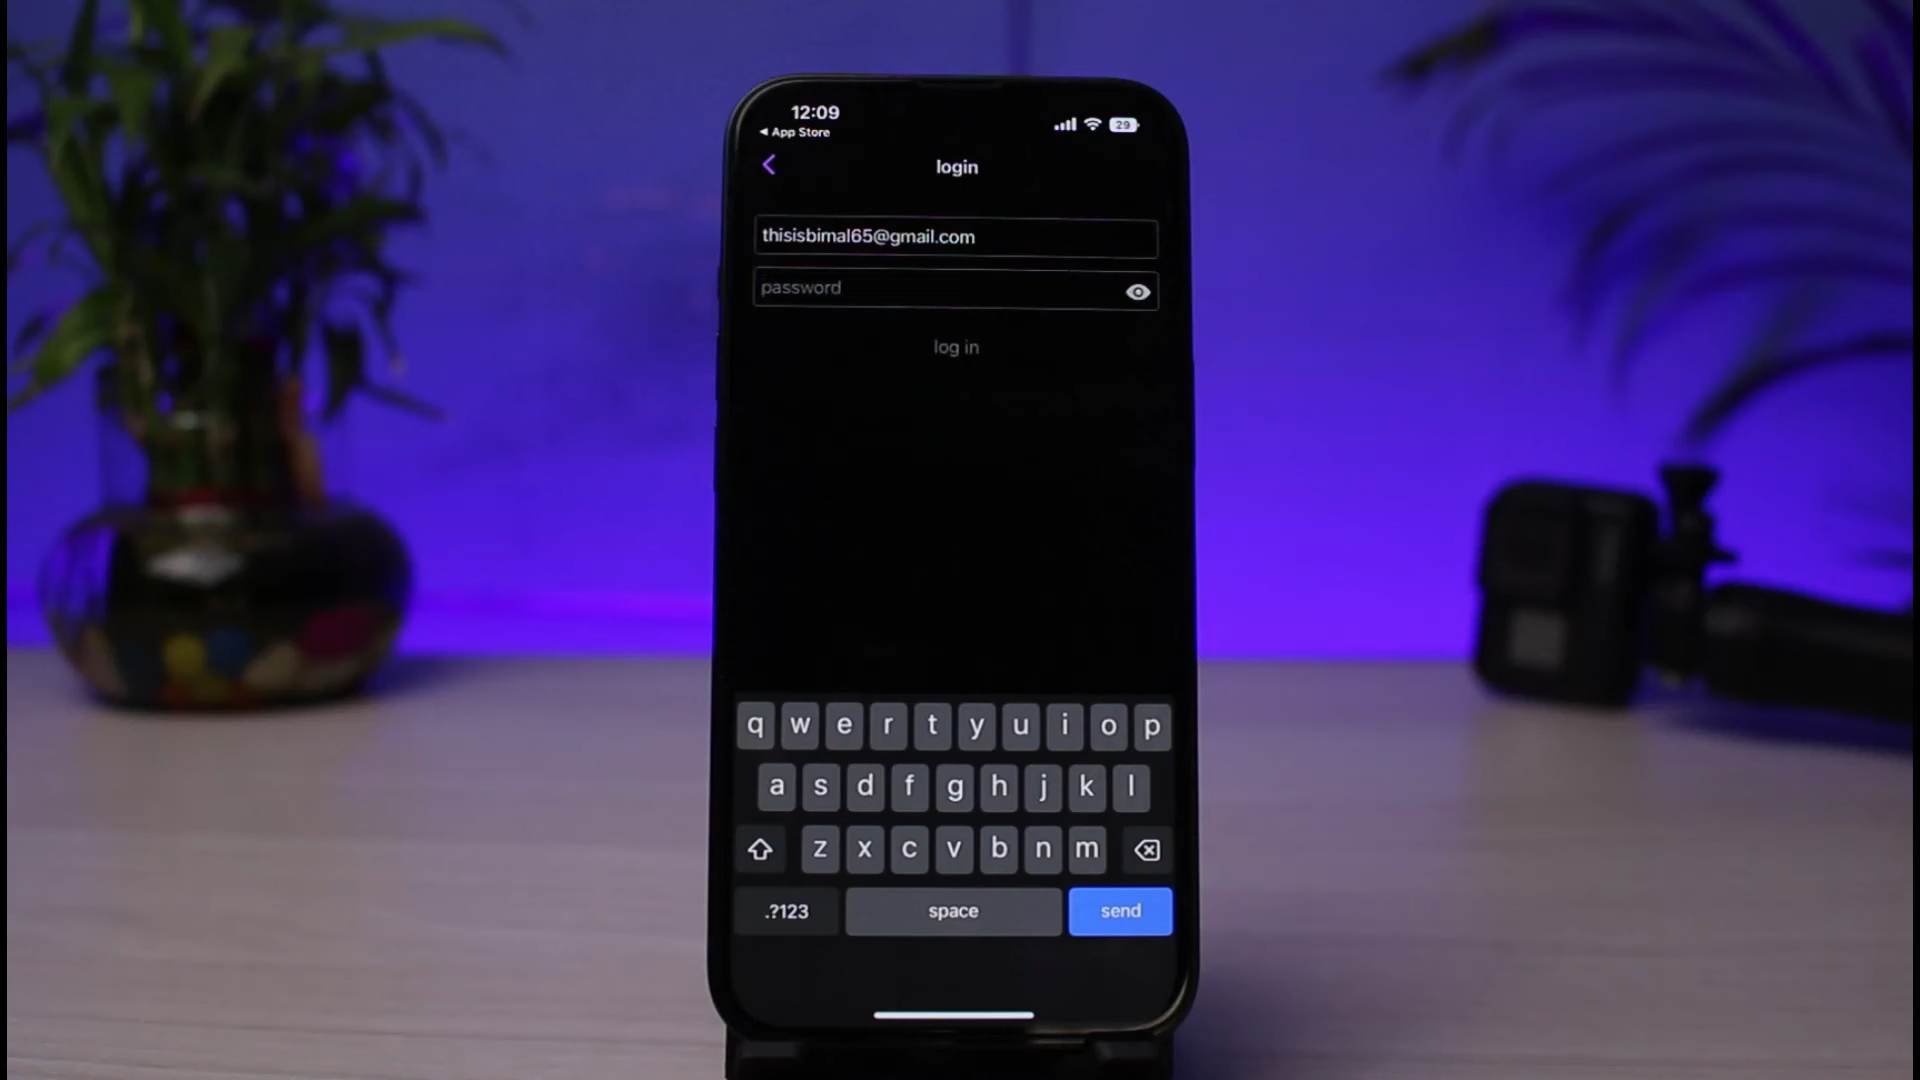 12:09
◀ App Store
29
login
thisisbimal65@gmail.com
password
log in
q w e r t y u i o p
a s d f g h j k l
z x c v b n m
.?123 space send